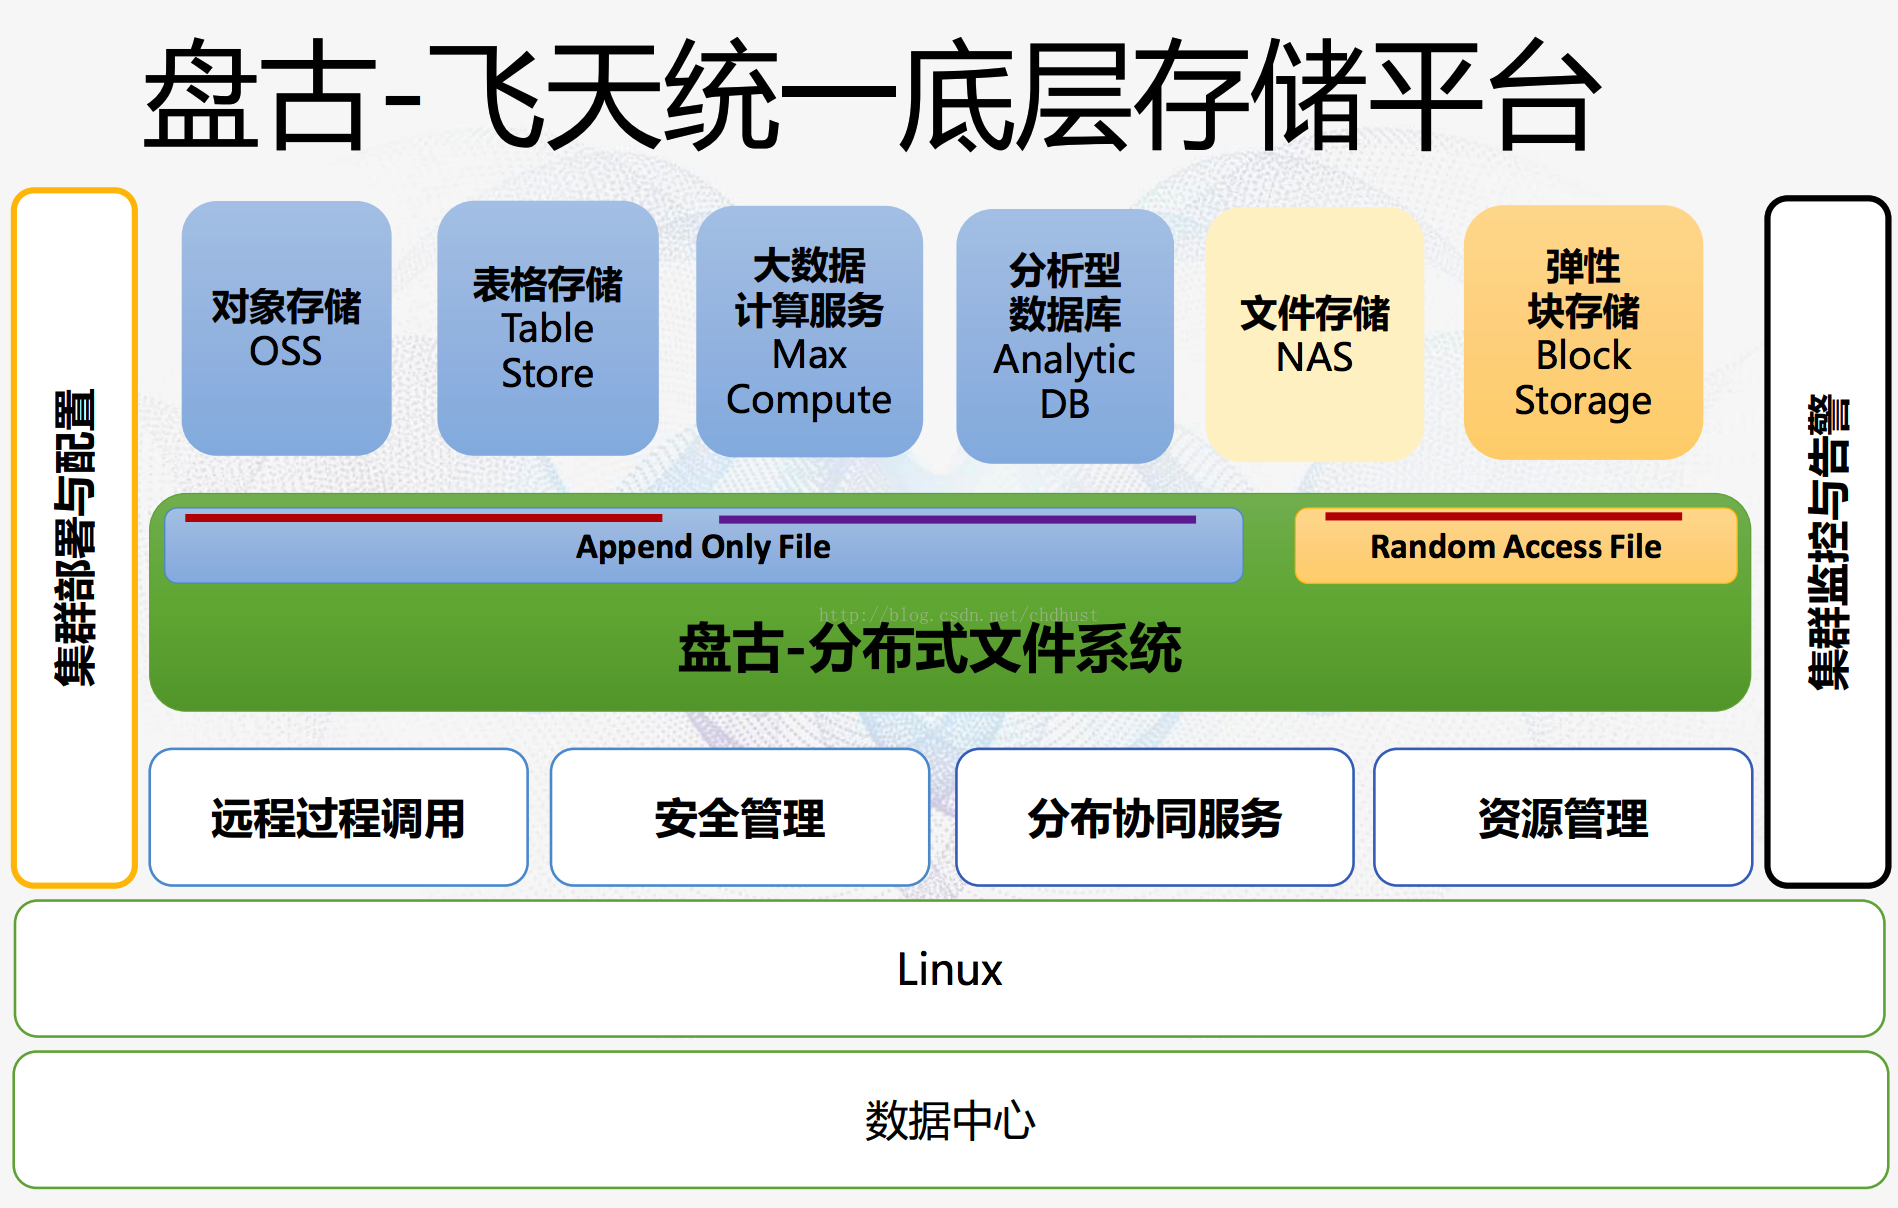 盘古-飞天统一底层存储平台
集群部署与配置
对象存储
OSS
表格存储
Table
Store
大数据
计算服务
Max
Compute
分析型
数据库
Analytic
DB
文件存储
NAS
弹性
块存储
Block
Storage
集群监控与告警
Append Only File
Random Access File
http://blog.csdn.net/chdhust
盘古-分布式文件系统
远程过程调用
安全管理
分布协同服务
资源管理
Linux
数据中心